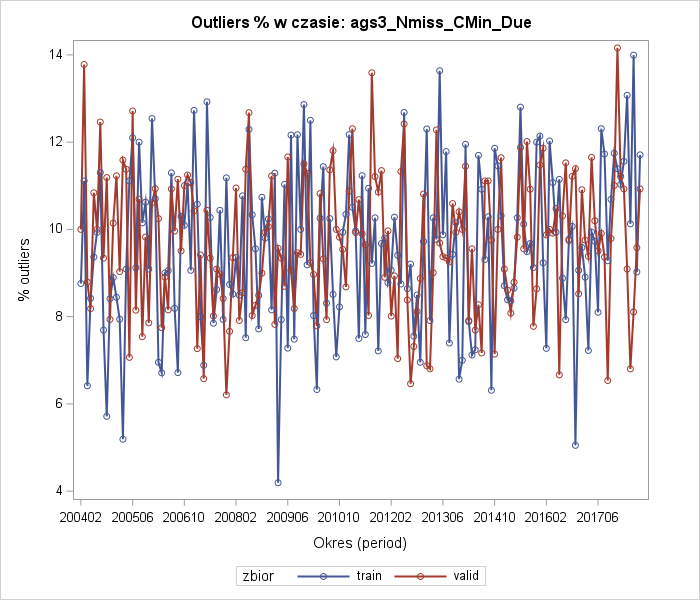 Outliers % w czasie: ags3_Nmiss_CMin_Due
14
12
10
8
6
4
% outliers
200402 200506 200610 200802 200906 201010 201202 201306 201410 201602 201706
Okres (period)
zbior train valid